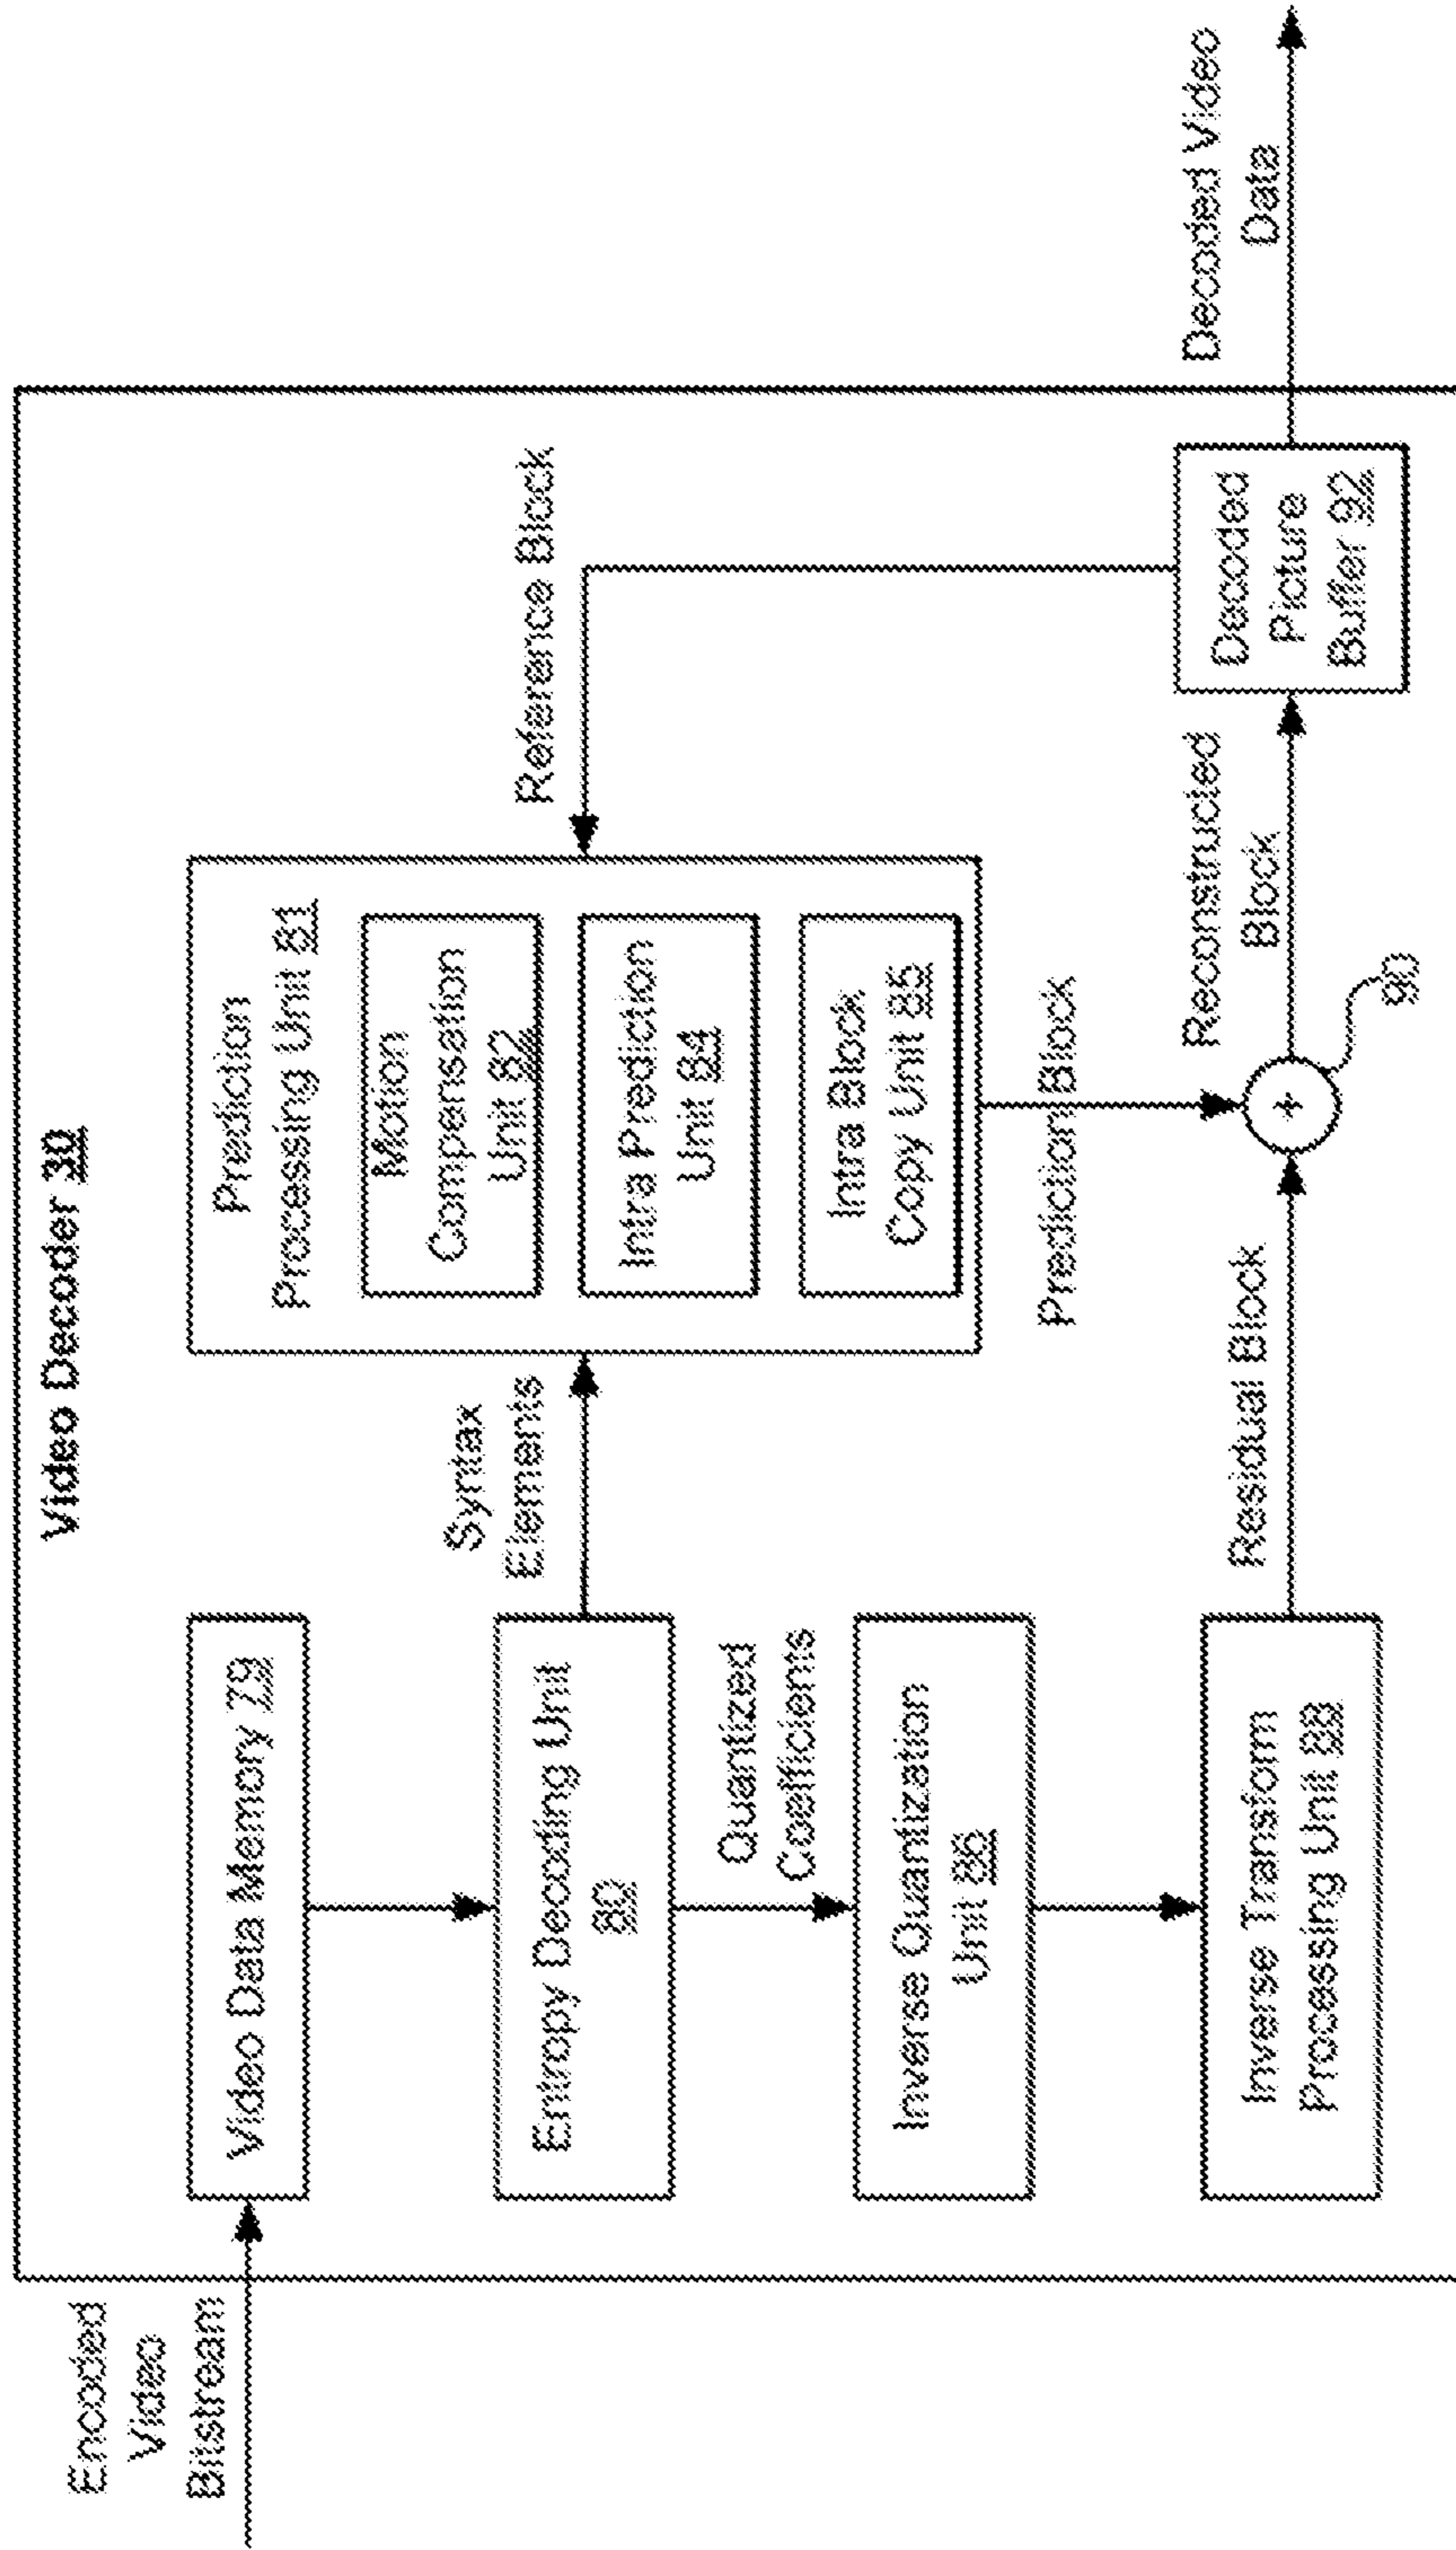 Video Decoder 30
Encoded
Video
Bitstream
Video Data Memory 79
Entropy Decoding Unit
80
Syntax
Elements
Quantized
Coefficients
Inverse Quantization
Unit 86
Inverse Transform
Processing Unit 88
Residual Block
Prediction
Processing Unit 81
Motion
Compensation
Unit 82
Intra Prediction
Unit 84
Intra Block
Copy Unit 85
Prediction Block
Reference Block
+
90
Reconstructed
Block
Decoded
Picture
Buffer 92
Decoded Video
Data